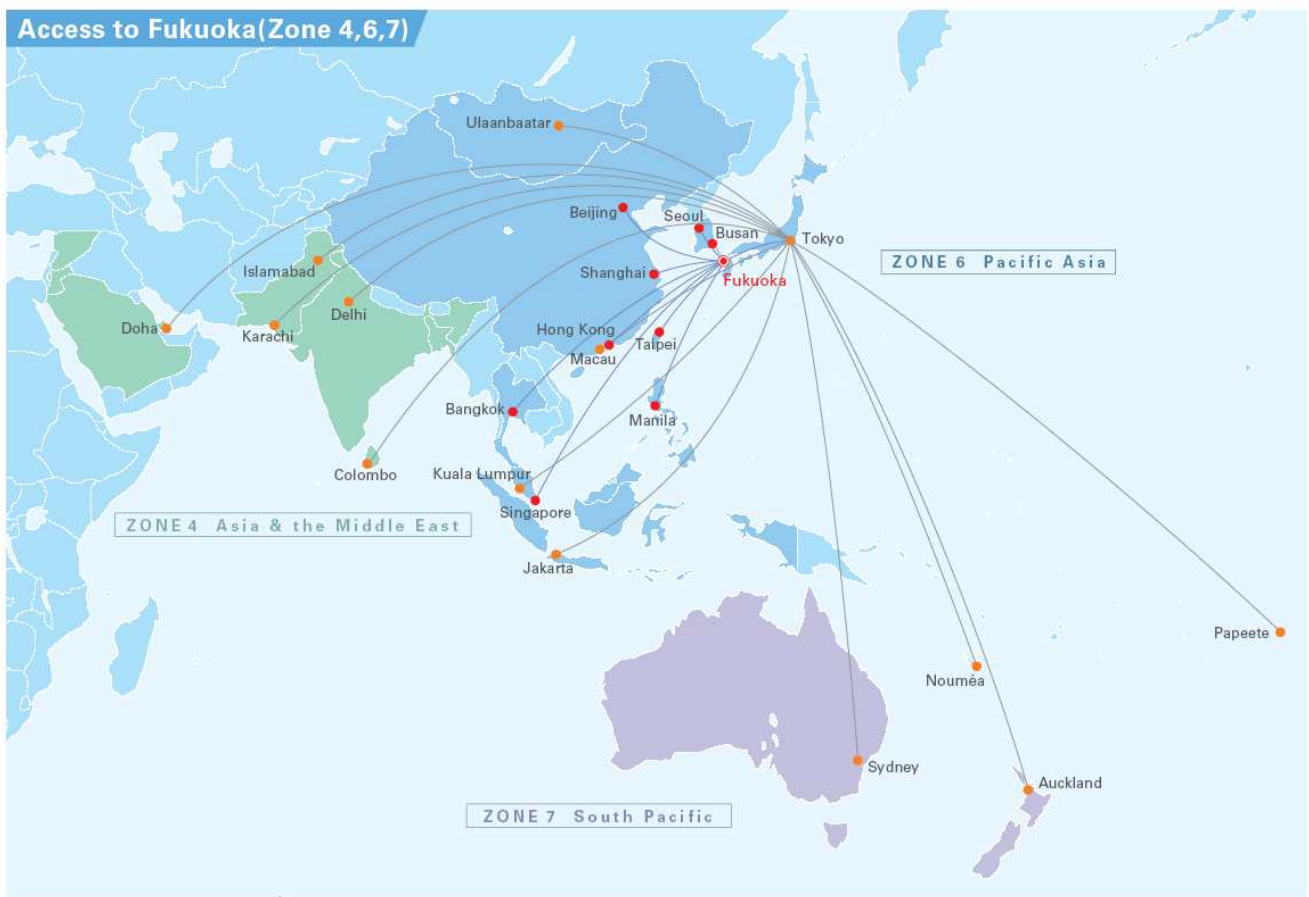 Access to Fukuoka(Zone 4,6,7)
Ulaanbaatar
Beijing
Seoul
Busan
Tokyo
ZONE 6 Pacific Asia
Islamabad
Shanghai
Fukuoka
Doha
Karachi
Delhi
Hong Kong
Macau
Taipei
Bangkok
Manila
Colombo
Kuala Lumpur
Singapore
ZONE 4 Asia & the Middle East
Jakarta
Papeete
Nouméa
Sydney
Auckland
ZONE 7 South Pacific